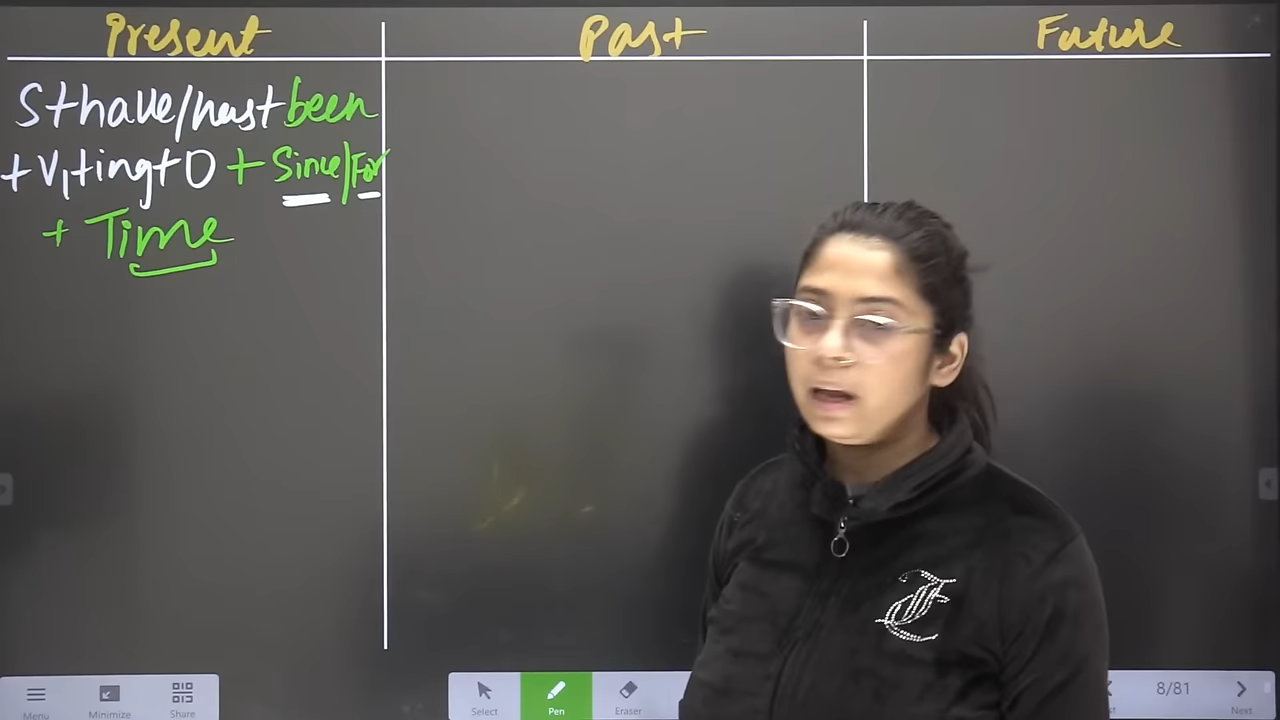 Present Past Future
S+have/has+been
+V1+ing+O+Since/For
+Time
Menu Minimize Share Select Pen Eraser 8/81 Next